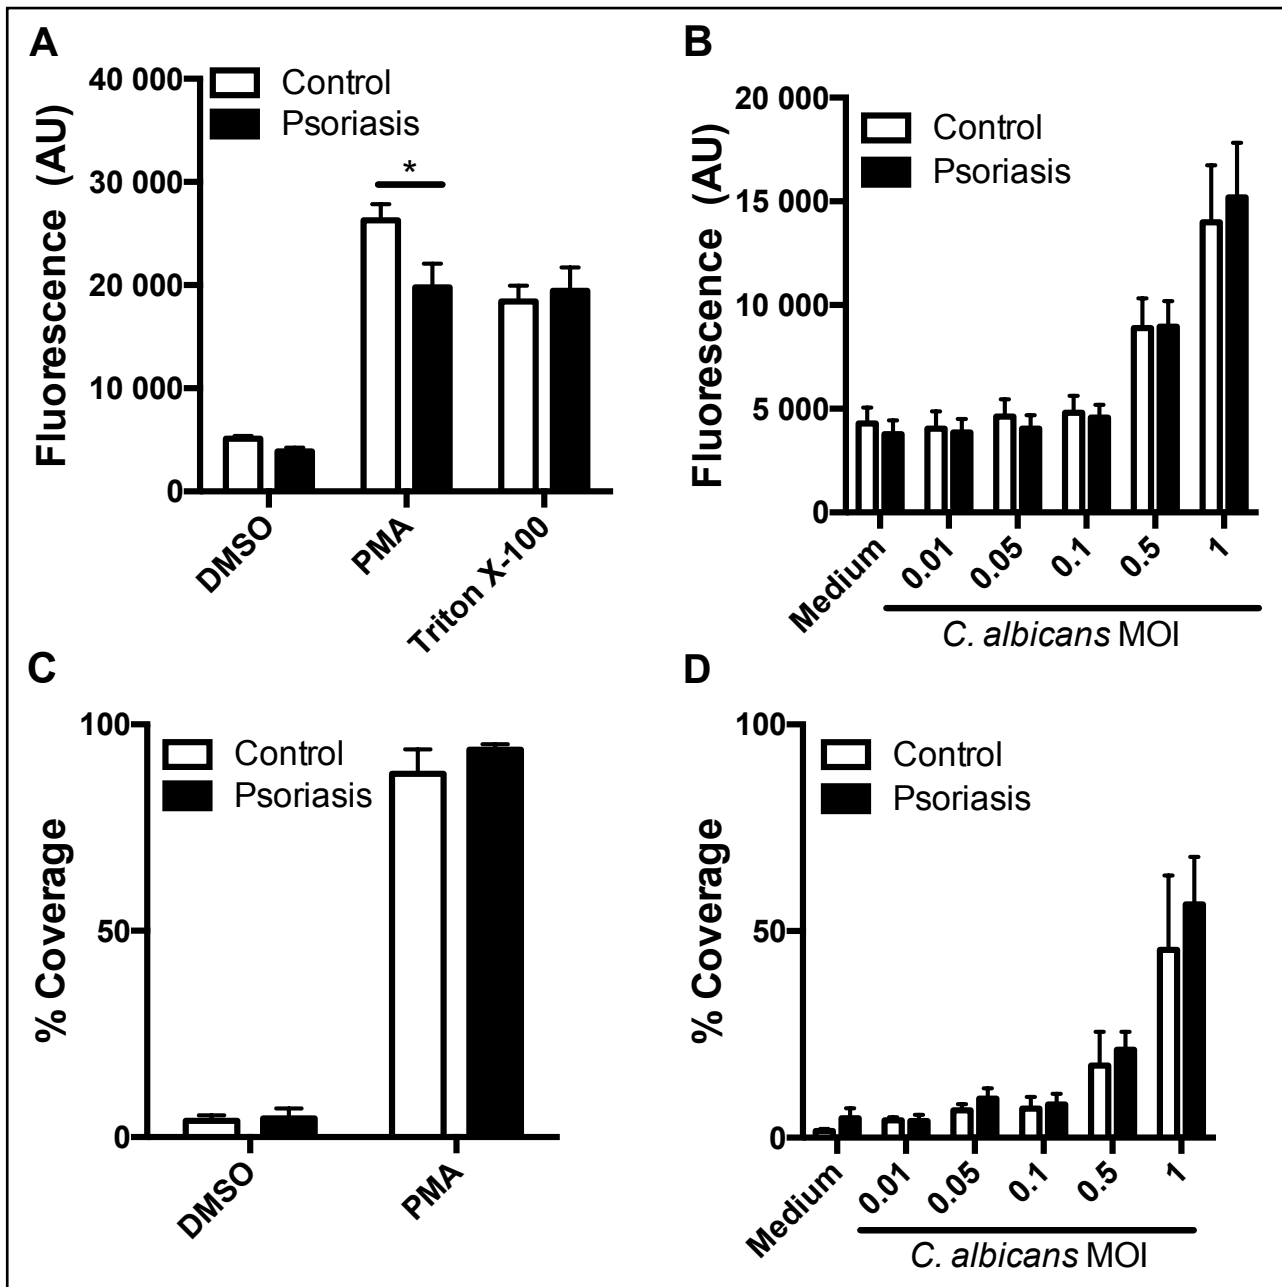 A
Fluorescence (AU)
40 000
30 000
20 000
10 000
0
Control
Psoriasis
*
DMSO
PMA
Triton X-100
B
Fluorescence (AU)
20 000
15 000
10 000
5 000
0
Control
Psoriasis
Medium
0.01
0.05
0.1
0.5
1
C. albicans MOI
C
% Coverage
100
50
0
Control
Psoriasis
DMSO
PMA
D
% Coverage
100
50
0
Control
Psoriasis
Medium
0.01
0.05
0.1
0.5
1
C. albicans MOI